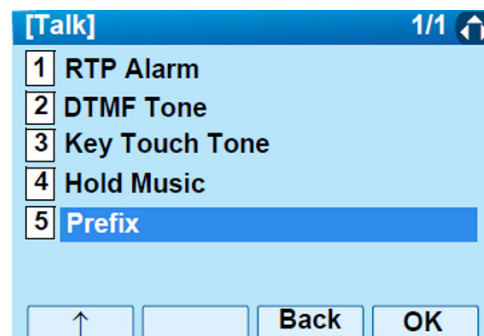 [Talk] 1/1
1 RTP Alarm
2 DTMF Tone
3 Key Touch Tone
4 Hold Music
5 Prefix
↑ Back OK